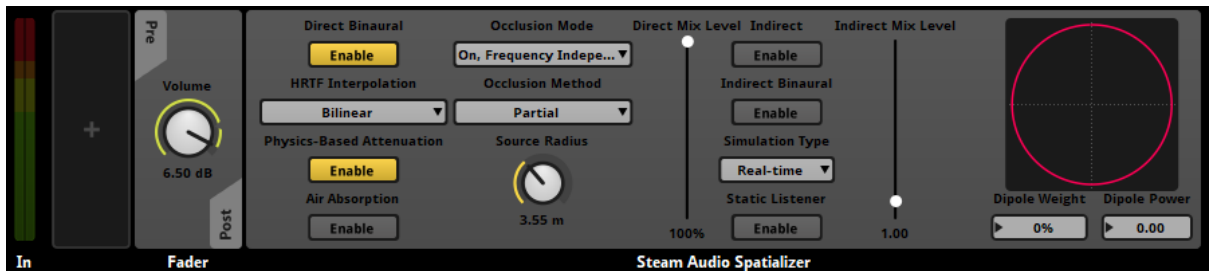 Pre
Volume
6.50 dB
Post
Direct Binaural
Enable
HRTF Interpolation
Bilinear
Physics-Based Attenuation
Enable
Air Absorption
Enable
Occlusion Mode
On, Frequency Indepe...
Occlusion Method
Partial
Source Radius
3.55 m
Direct Mix Level
100%
Indirect
Enable
Indirect Binaural
Enable
Simulation Type
Real-time
Static Listener
Enable
Indirect Mix Level
1.00
Dipole Weight
0%
Dipole Power
0.00
In
Fader
Steam Audio Spatializer